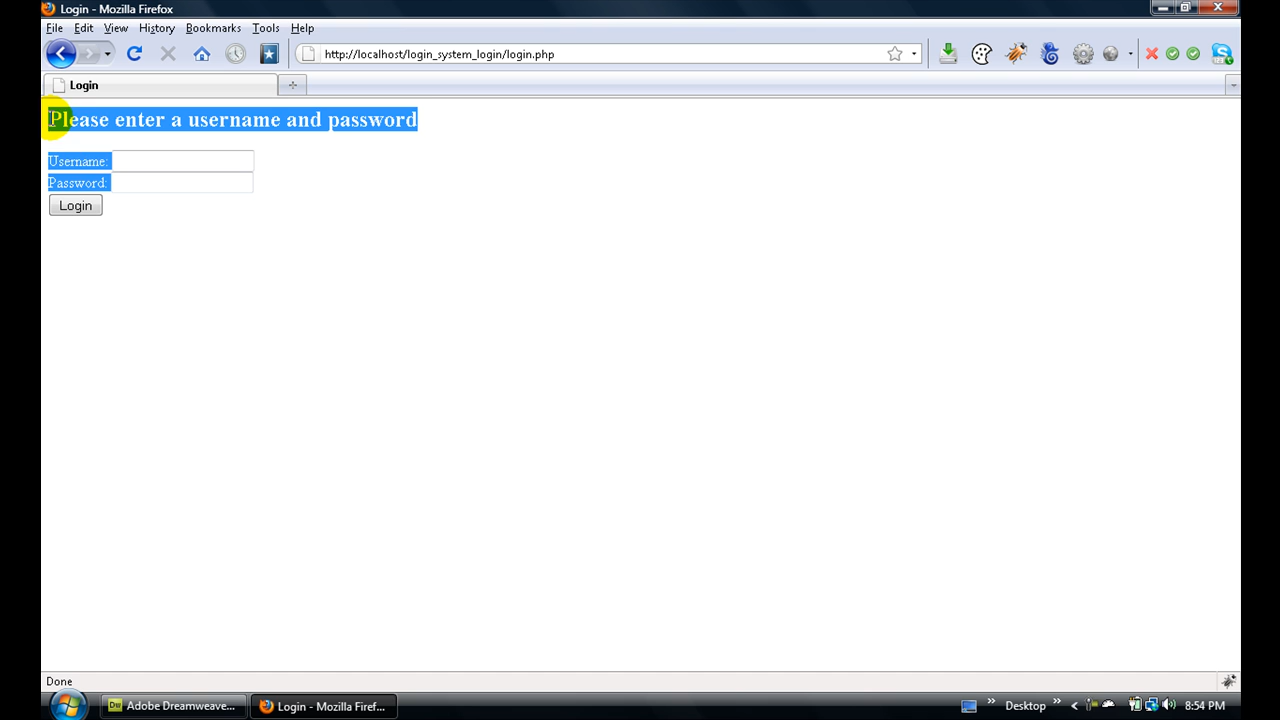 Login - Mozilla Firefox
File Edit View History Bookmarks Tools Help
http://localhost/login_system_login/login.php
Login
Please enter a username and password
Username:
Password:
Login
Done
Adobe Dreamweave... Login - Mozilla Firef... Desktop 8:54 PM